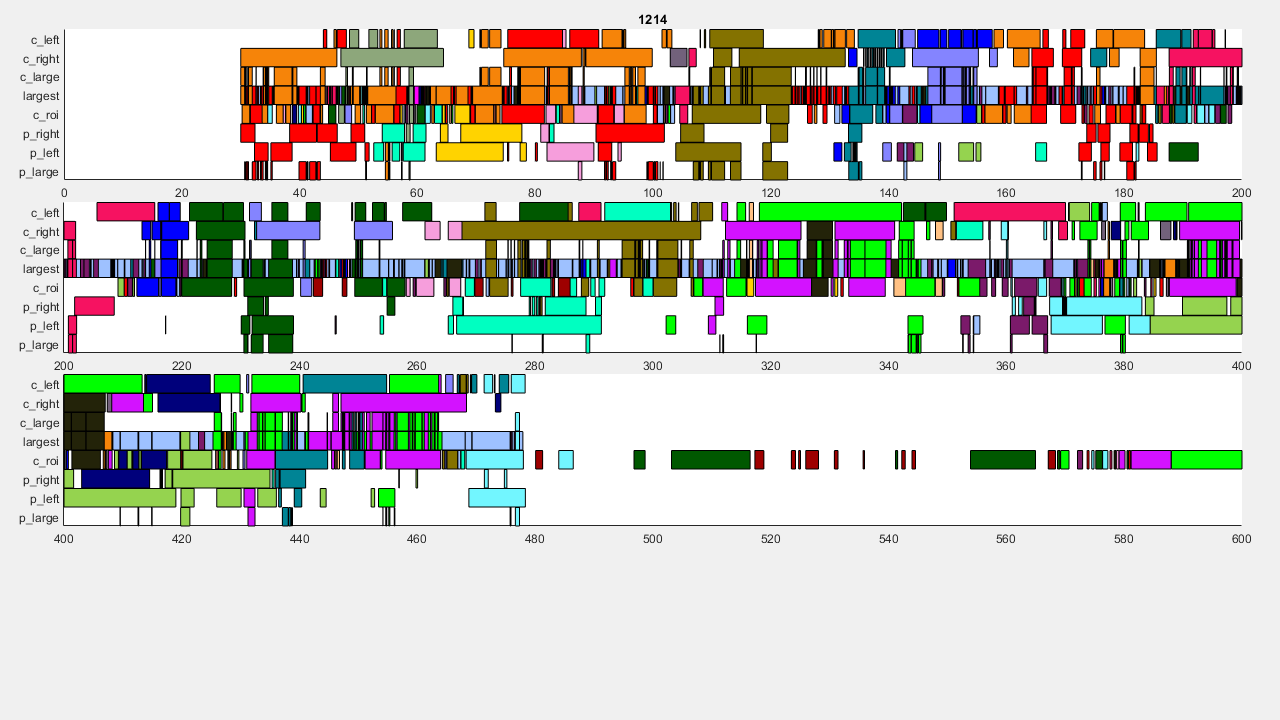 1214
c_left
c_right
c_large
largest
c_roi
p_right
p_left
p_large
0 20 40 60 80 100 120 140 160 180 200
c_left
c_right
c_large
largest
c_roi
p_right
p_left
p_large
200 220 240 260 280 300 320 340 360 380 400
c_left
c_right
c_large
largest
c_roi
p_right
p_left
p_large
400 420 440 460 480 500 520 540 560 580 600